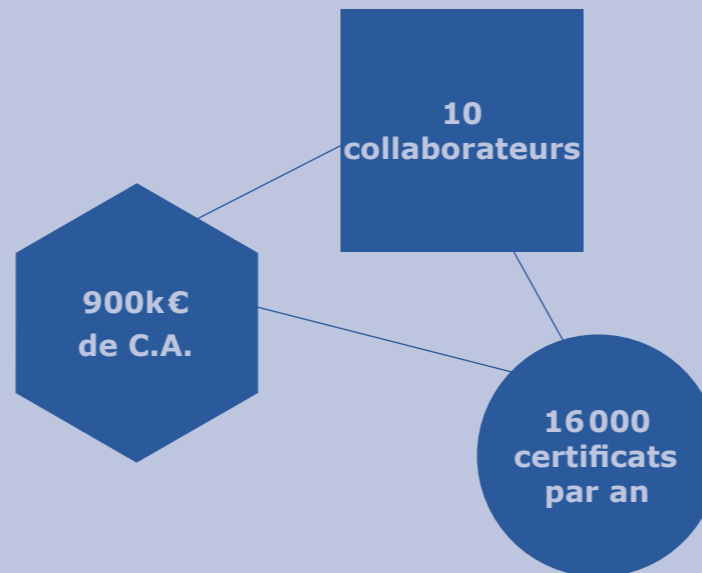 10
collaborateurs
900k€
de C.A.
16 000
certificats
par an